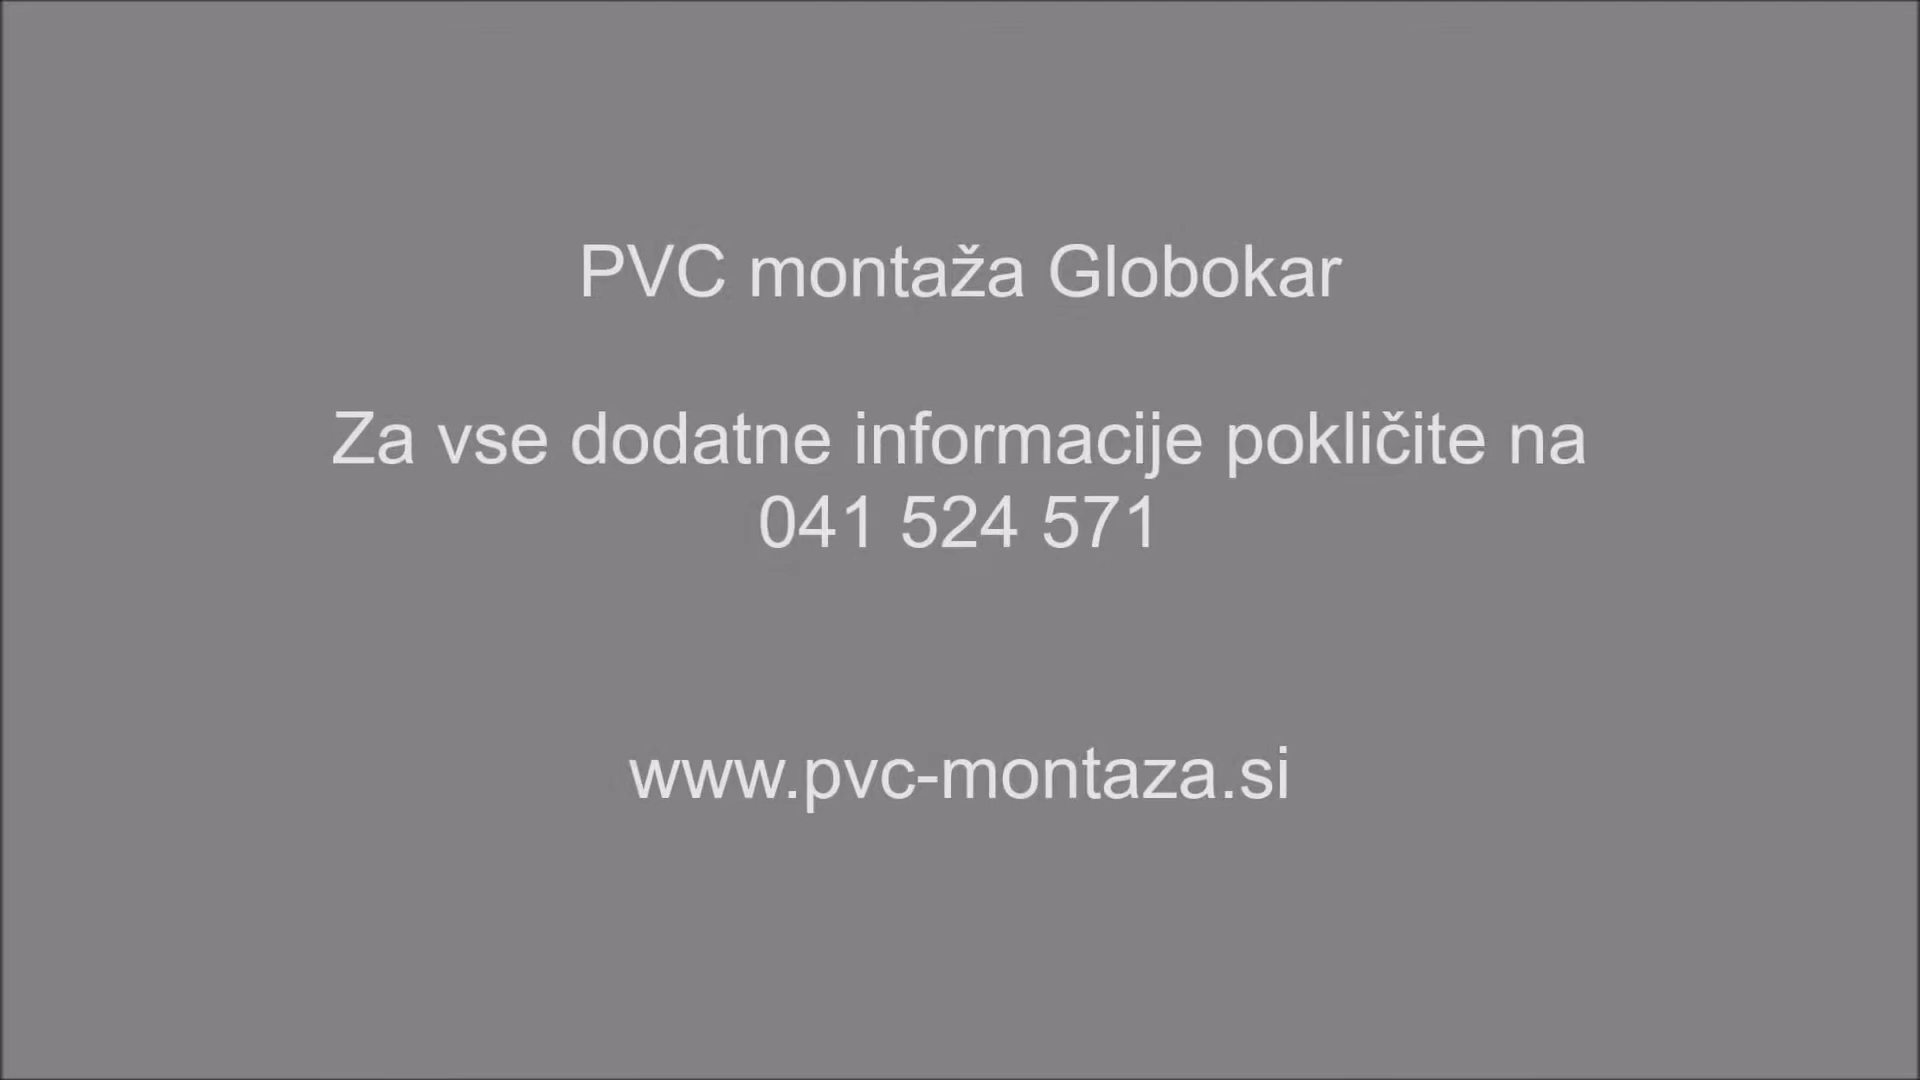 PVC montaža Globokar
Za vse dodatne informacije pokličite na
041 524 571
www.pvc-montaza.si